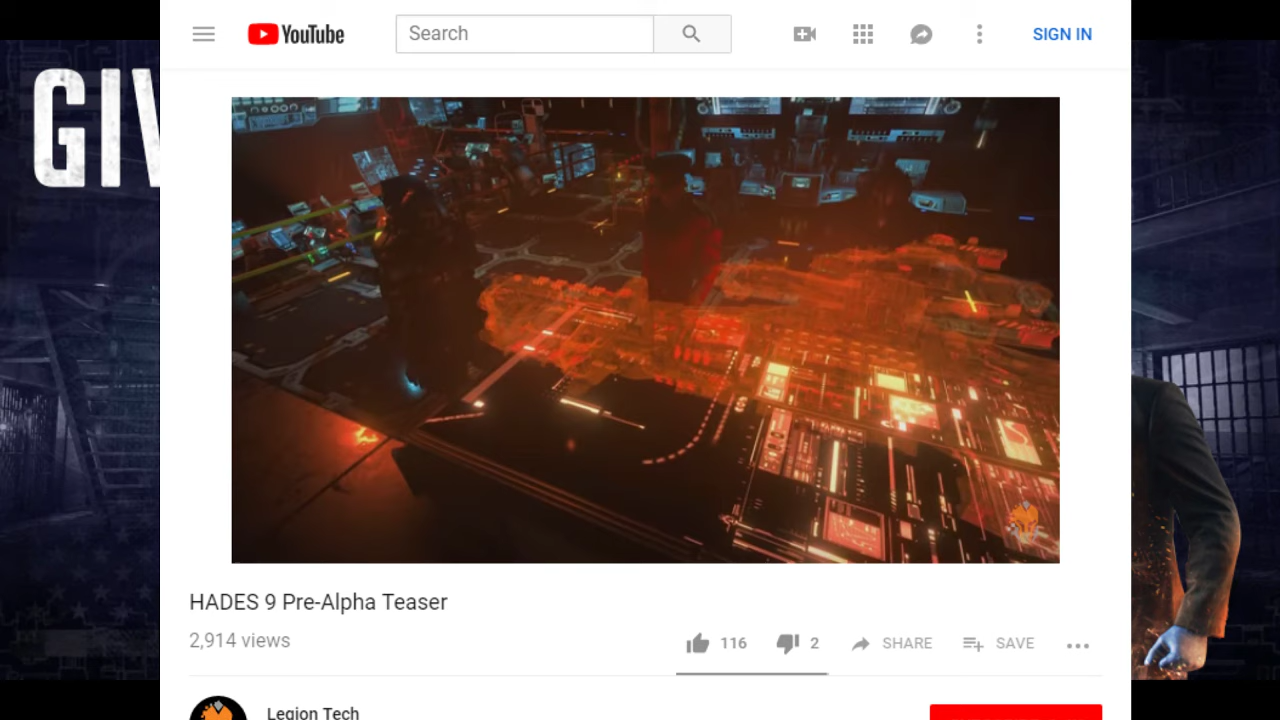 GIV
YouTube
Search
SIGN IN
HADES 9 Pre-Alpha Teaser
2,914 views
116
2
SHARE
SAVE
Legion Tech